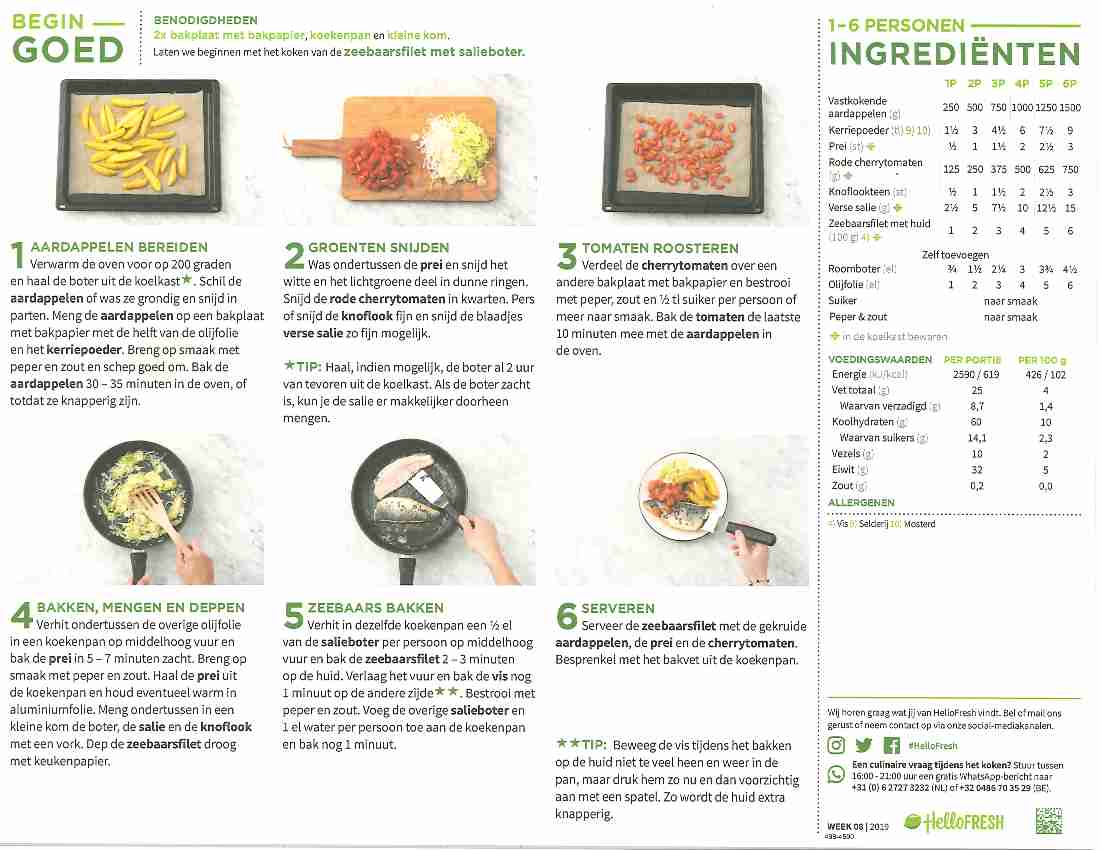 BEGIN
GOED
BENODIGDHEDEN
2x bakplaat met bakpapier, koekenpan en kleine kom.
Laten we beginnen met het koken van de zeebaarsfilet met salieboter.
1 AARDAPPELEN BEREIDEN
Verwarm de oven voor op 200 graden
en haal de boter uit de koelkast★. Schil de
aardappelen of was ze grondig en snijd in
parten. Meng de aardappelen op een bakplaat
met bakpapier met de helft van de olijfolie
en het kerriepoeder. Breng op smaak met
peper en zout en schep goed om. Bak de
aardappelen 30 – 35 minuten in de oven, of
totdat ze knapperig zijn.
2 GROENTEN SNIJDEN
Was ondertussen de prei en snijd het
witte en het lichtgroene deel in dunne ringen.
Snijd de rode cherrytomaten in kwarten. Pers
of snijd de knoflook fijn en snijd de blaadjes
verse salie zo fijn mogelijk.
★TIP: Haal, indien mogelijk, de boter al 2 uur
van tevoren uit de koelkast. Als de boter zacht
is, kun je de salie er makkelijker doorheen
mengen.
3 TOMATEN ROOSTEREN
Verdeel de cherrytomaten over een
andere bakplaat met bakpapier en bestrooi
met peper, zout en ½ tl suiker per persoon of
meer naar smaak. Bak de tomaten de laatste
10 minuten mee met de aardappelen in
de oven.
4 BAKKEN, MENGEN EN DEPPEN
Verhit ondertussen de overige olijfolie
in een koekenpan op middelhoog vuur en
bak de prei in 5 – 7 minuten zacht. Breng op
smaak met peper en zout. Haal de prei uit
de koekenpan en houd eventueel warm in
aluminiumfolie. Meng ondertussen in een
kleine kom de boter, de salie en de knoflook
met een vork. Dep de zeebaarsfilet droog
met keukenpapier.
5 ZEEBAARS BAKKEN
Verhit in dezelfde koekenpan een ½ el
van de salieboter per persoon op middelhoog
vuur en bak de zeebaarsfilet 2 – 3 minuten
op de huid. Verlaag het vuur en bak de vis nog
1 minuut op de andere zijde★★. Bestrooi met
peper en zout. Voeg de overige salieboter en
1 el water per persoon toe aan de koekenpan
en bak nog 1 minuut.
6 SERVEREN
Serveer de zeebaarsfilet met de gekruide
aardappelen, de prei en de cherrytomaten.
Besprenkel met het bakvet uit de koekenpan.
★★TIP: Beweeg de vis tijdens het bakken
op de huid niet te veel heen en weer in de
pan, maar druk hem zo nu en dan voorzichtig
aan met een spatel. Zo wordt de huid extra
knapperig.
1-6 PERSONEN
INGREDIËNTEN
1P 2P 3P 4P 5P 6P
Vastkokende
aardappelen (g) 250 500 750 1000 1250 1500
Kerriepoeder (tl) 9) 10) 1½ 3 4½ 6 7½ 9
Prei (st) ½ 1 1½ 2 2½ 3
Rode cherrytomaten
(g) 125 250 375 500 625 750
Knoflookteen (st) ½ 1 1½ 2 2½ 3
Verse salie (g) 2½ 5 7½ 10 12½ 15
Zeebaarsfilet met huid
(100 g) 4) 1 2 3 4 5 6
Zelf toevoegen
Roomboter (el) ¾ 1½ 2¼ 3 3¾ 4½
Olijfolie (el) 1 2 3 4 5 6
Suiker naar smaak
Peper & zout naar smaak
in de koelkast bewaren
VOEDINGSWAARDEN PER PORTIE PER 100 g
Energie (kJ/kcal) 2590 / 619 426 / 102
Vet totaal (g) 25 4
Waarvan verzadigd (g) 8,7 1,4
Koolhydraten (g) 60 10
Waarvan suikers (g) 14,1 2,3
Vezels (g) 10 2
Eiwit (g) 32 5
Zout (g) 0,2 0,0
ALLERGENEN
4) Vis 9) Selderij 10) Mosterd
Wij horen graag wat jij van HelloFresh vindt. Bel of mail ons
gerust of neem contact op via onze social-mediakanalen.
#HelloFresh
Een culinaire vraag tijdens het koken? Stuur tussen
16:00 - 21:00 uur een gratis WhatsApp-bericht naar
+31 (0) 6 2727 3232 (NL) of +32 0486 70 35 29 (BE).
WEEK 08 | 2019
HelloFRESH